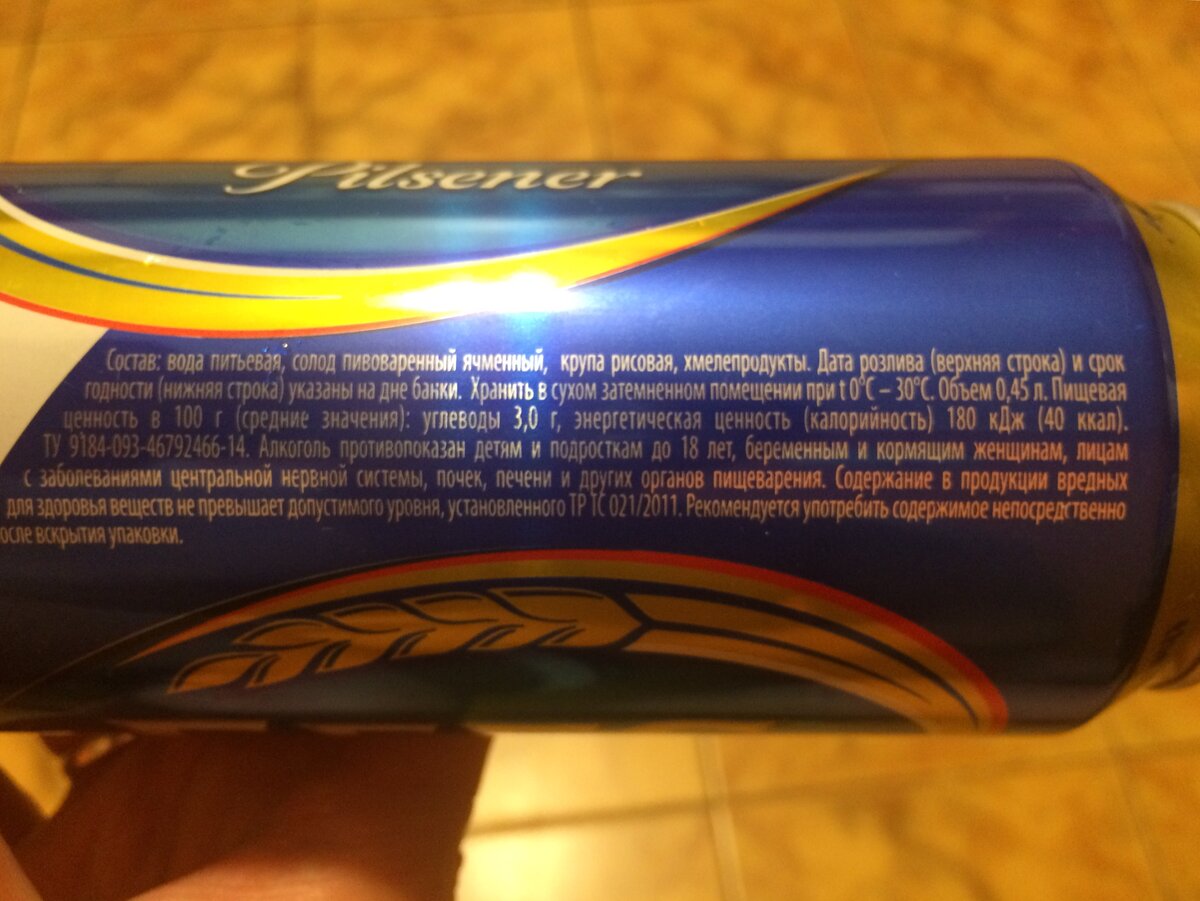 Pilsener
Состав: вода питьевая, солод пивоваренный ячменный, крупа рисовая, хмелепродукты. Дата розлива (верхняя строка) и срок
годности (нижняя строка) указаны на дне банки. Хранить в сухом затемненном помещении при t 0°C – 30°C. Объем 0,45 л. Пищевая
ценность в 100 г (средние значения): углеводы 3,0 г, энергетическая ценность (калорийность) 180 кДж (40 ккал).
ТУ 9184-093-46792466-14. Алкоголь противопоказан детям и подросткам до 18 лет, беременным и кормящим женщинам, лицам
с заболеваниями центральной нервной системы, почек, печени и других органов пищеварения. Содержание в продукции вредных
для здоровья веществ не превышает допустимого уровня, установленного ТР ТС 021/2011. Рекомендуется употребить содержимое непосредственно
осле вскрытия упаковки.